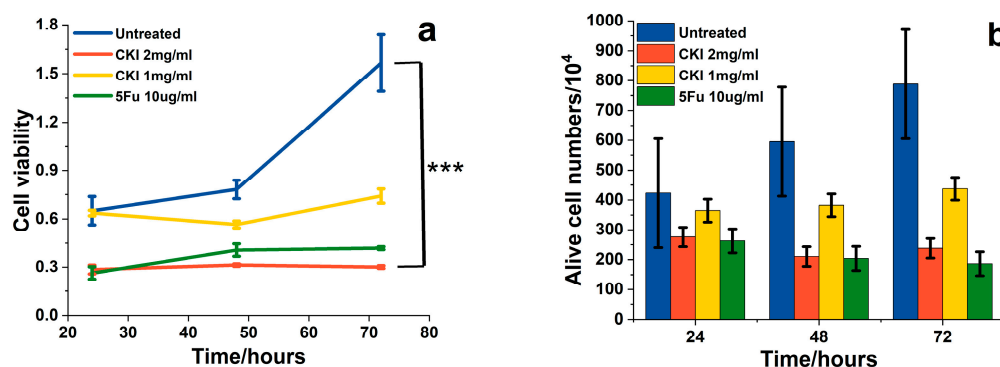 a
Untreated
CKI 2mg/ml
CKI 1mg/ml
5Fu 10ug/ml
Cell viability
1.8
1.5
1.2
0.9
0.6
0.3
0.0
***
20 30 40 50 60 70 80
Time/hours
b
Untreated
CKI 2mg/ml
CKI 1mg/ml
5Fu 10ug/ml
Alive cell numbers/10⁴
1000
900
800
700
600
500
400
300
200
100
0
24 48 72
Time/hours